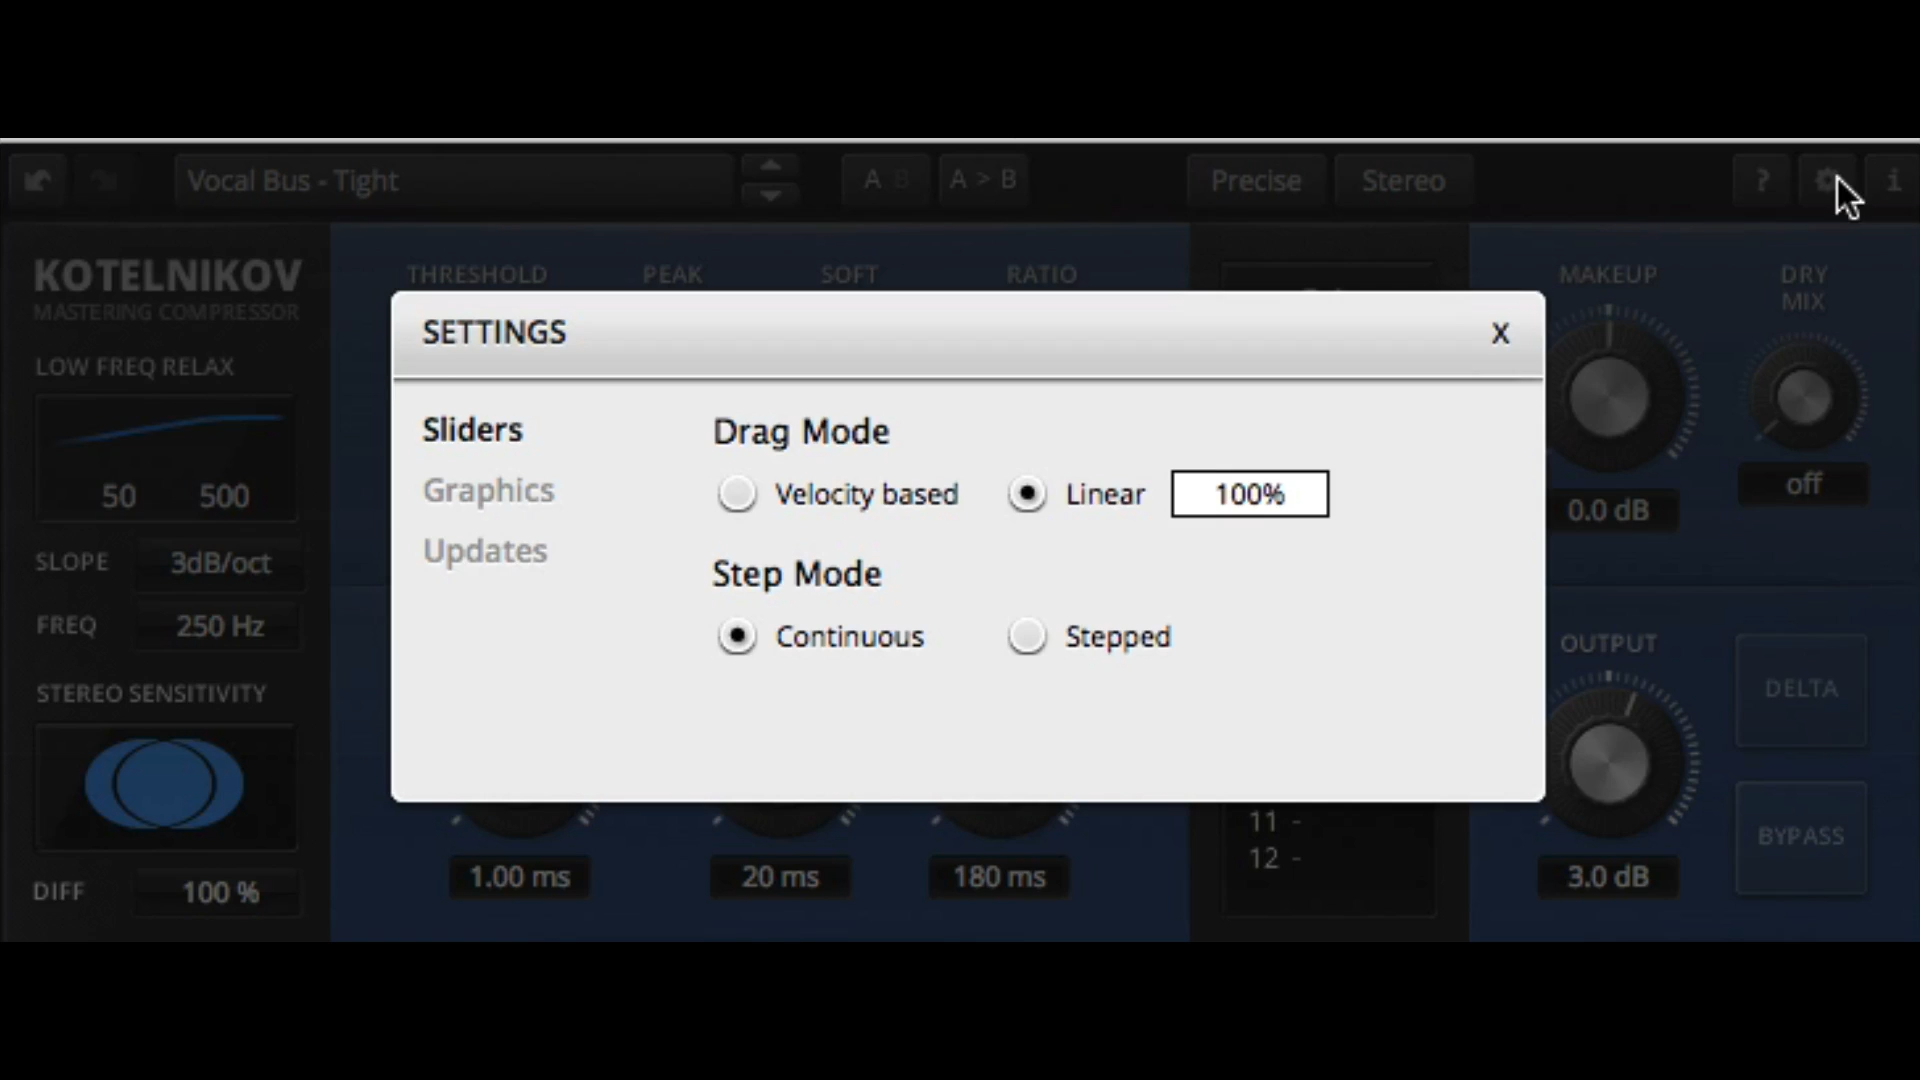 Vocal Bus - Tight
A B
A > B
Precise
Stereo
?
i
KOTELNIKOV
MASTERING COMPRESSOR
THRESHOLD
PEAK
SOFT
RATIO
MAKEUP
DRY
MIX
SETTINGS
X
LOW FREQ RELAX
Sliders
Graphics
Updates
Drag Mode
Velocity based
Linear
100%
Step Mode
Continuous
Stepped
50
500
off
0.0 dB
SLOPE
3dB/oct
FREQ
250 Hz
OUTPUT
DELTA
STEREO SENSITIVITY
11 -
12 -
BYPASS
1.00 ms
20 ms
180 ms
3.0 dB
DIFF
100 %